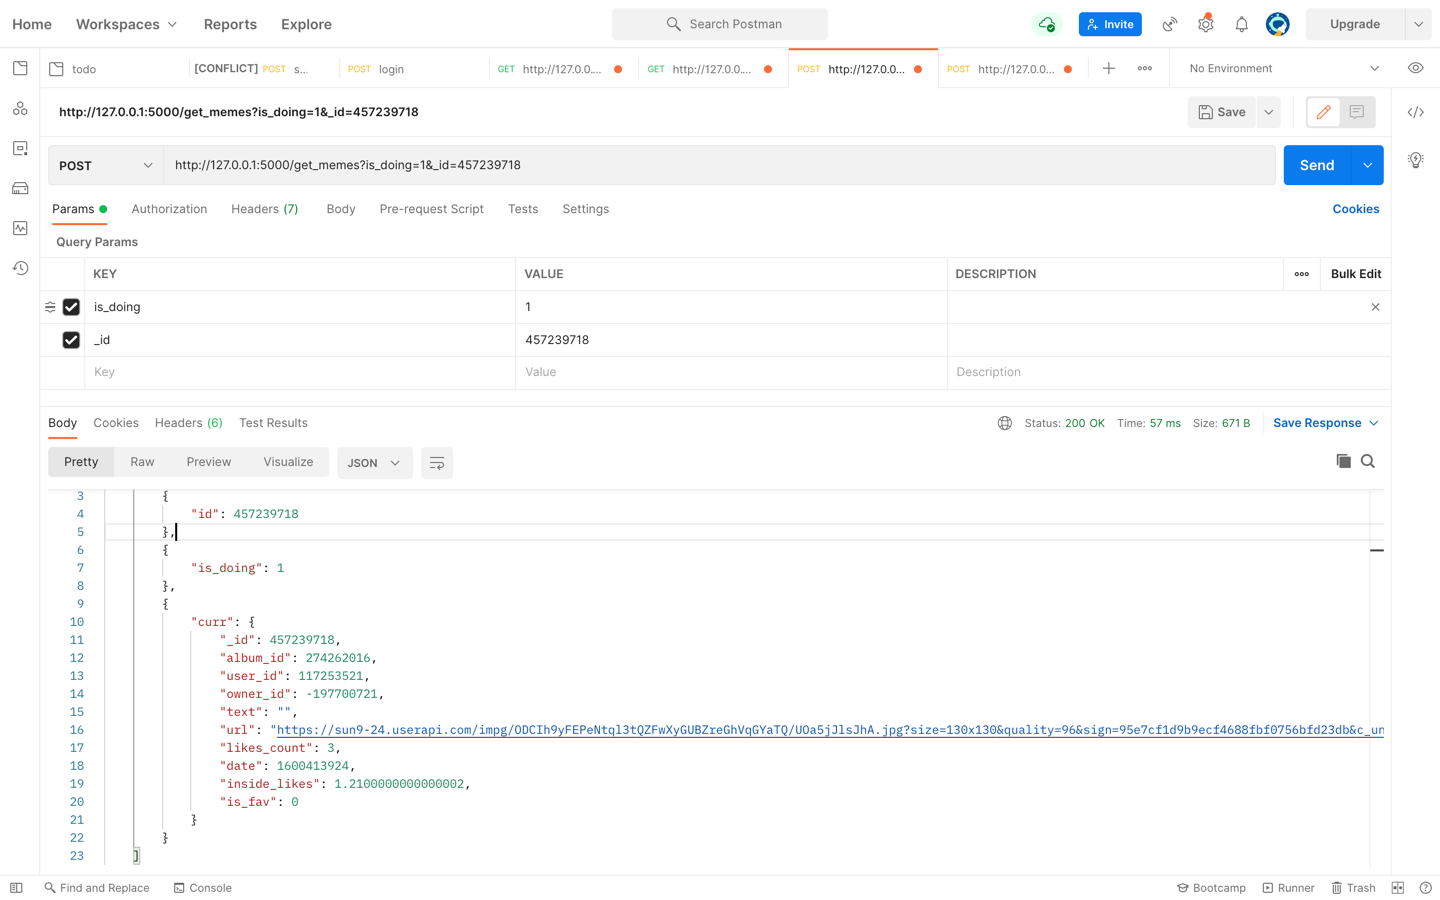 Home Workspaces Reports Explore Search Postman Invite Upgrade
todo [CONFLICT] POST s... POST login GET http://127.0.0.... GET http://127.0.... POST http://127.0.0... POST http://127.0... No Environment
http://127.0.0.1:5000/get_memes?is_doing=1&_id=457239718 Save
POST http://127.0.0.1:5000/get_memes?is_doing=1&_id=457239718 Send
Params Authorization Headers (7) Body Pre-request Script Tests Settings Cookies
Query Params
KEY VALUE DESCRIPTION Bulk Edit
is_doing 1
_id 457239718
Key Value Description
Body Cookies Headers (6) Test Results Status: 200 OK Time: 57 ms Size: 671 B Save Response
Pretty Raw Preview Visualize JSON
3 {
4 "id": 457239718
5 },
6 {
7 "is_doing": 1
8 },
9 {
10 "curr": {
11 "_id": 457239718,
12 "album_id": 274262016,
13 "user_id": 117253521,
14 "owner_id": -197700721,
15 "text": "",
16 "url": "https://sun9-24.userapi.com/impg/ODCIh9yFEPeNtql3tQZFwXyGUBZreGhVqGYaTQ/UOa5jJlsJhA.jpg?size=130x130&quality=96&sign=95e7cf1d9b9ecf4688fbf0756bfd23db&c_un
17 "likes_count": 3,
18 "date": 1600413924,
19 "inside_likes": 1.2100000000000002,
20 "is_fav": 0
21 }
22 }
23 ]
Find and Replace Console Bootcamp Runner Trash